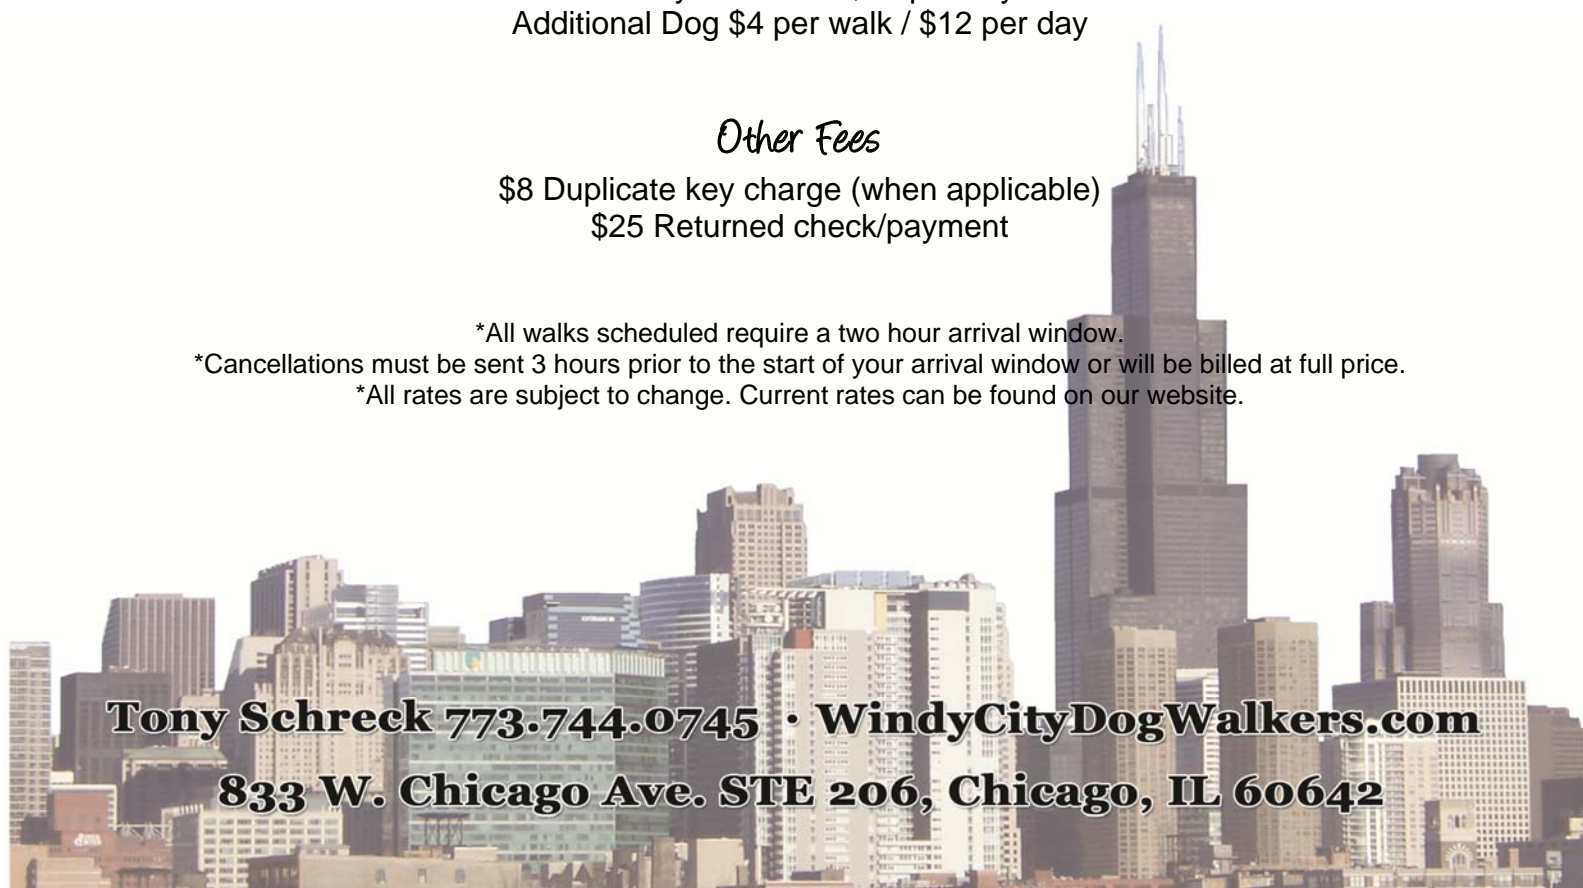 Additional Dog $4 per walk / $12 per day
Other Fees
$8 Duplicate key charge (when applicable)
$25 Returned check/payment
*All walks scheduled require a two hour arrival window.
*Cancellations must be sent 3 hours prior to the start of your arrival window or will be billed at full price.
*All rates are subject to change. Current rates can be found on our website.
Tony Schreck 773.744.0745 · WindyCityDogWalkers.com
833 W. Chicago Ave. STE 206, Chicago, IL 60642